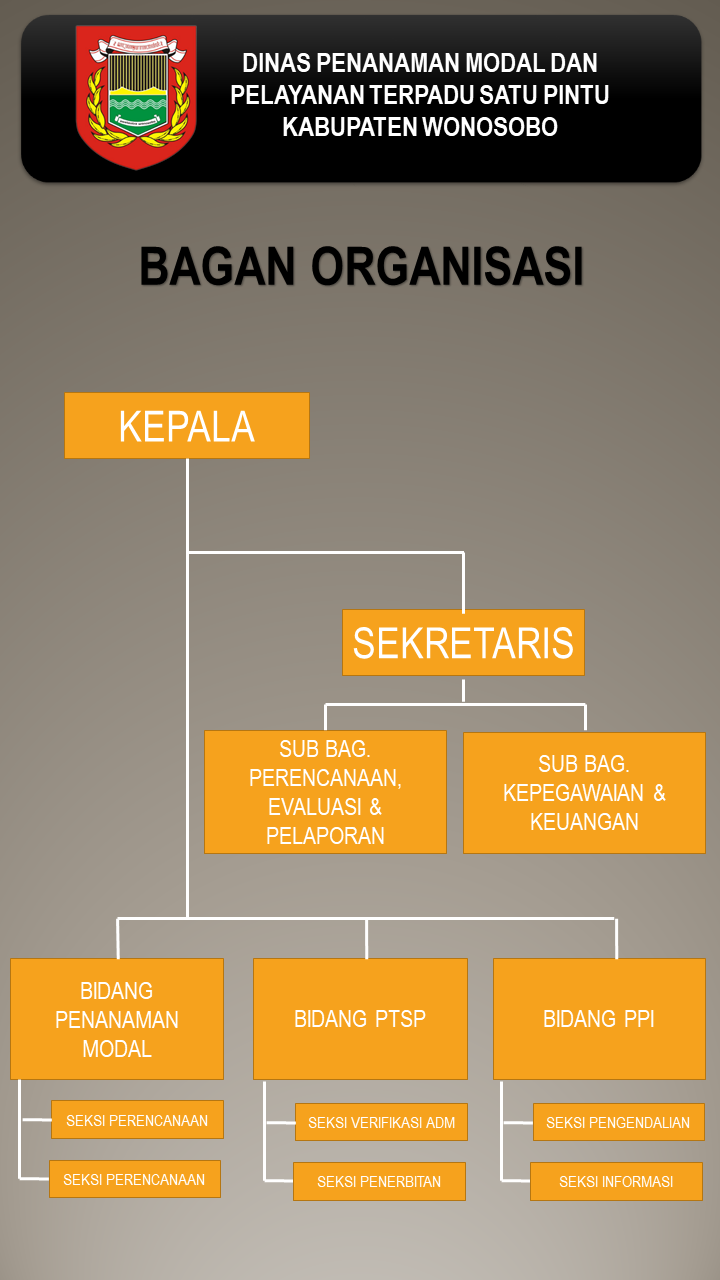 DINAS PENANAMAN MODAL DAN
PELAYANAN TERPADU SATU PINTU
KABUPATEN WONOSOBO
BAGAN ORGANISASI
KEPALA
SEKRETARIS
SUB BAG.
PERENCANAAN,
EVALUASI &
PELAPORAN
SUB BAG.
KEPEGAWAIAN &
KEUANGAN
BIDANG
PENANAMAN
MODAL
BIDANG PTSP
BIDANG PPI
SEKSI PERENCANAAN
SEKSI VERIFIKASI ADM
SEKSI PENGENDALIAN
SEKSI PERENCANAAN
SEKSI PENERBITAN
SEKSI INFORMASI